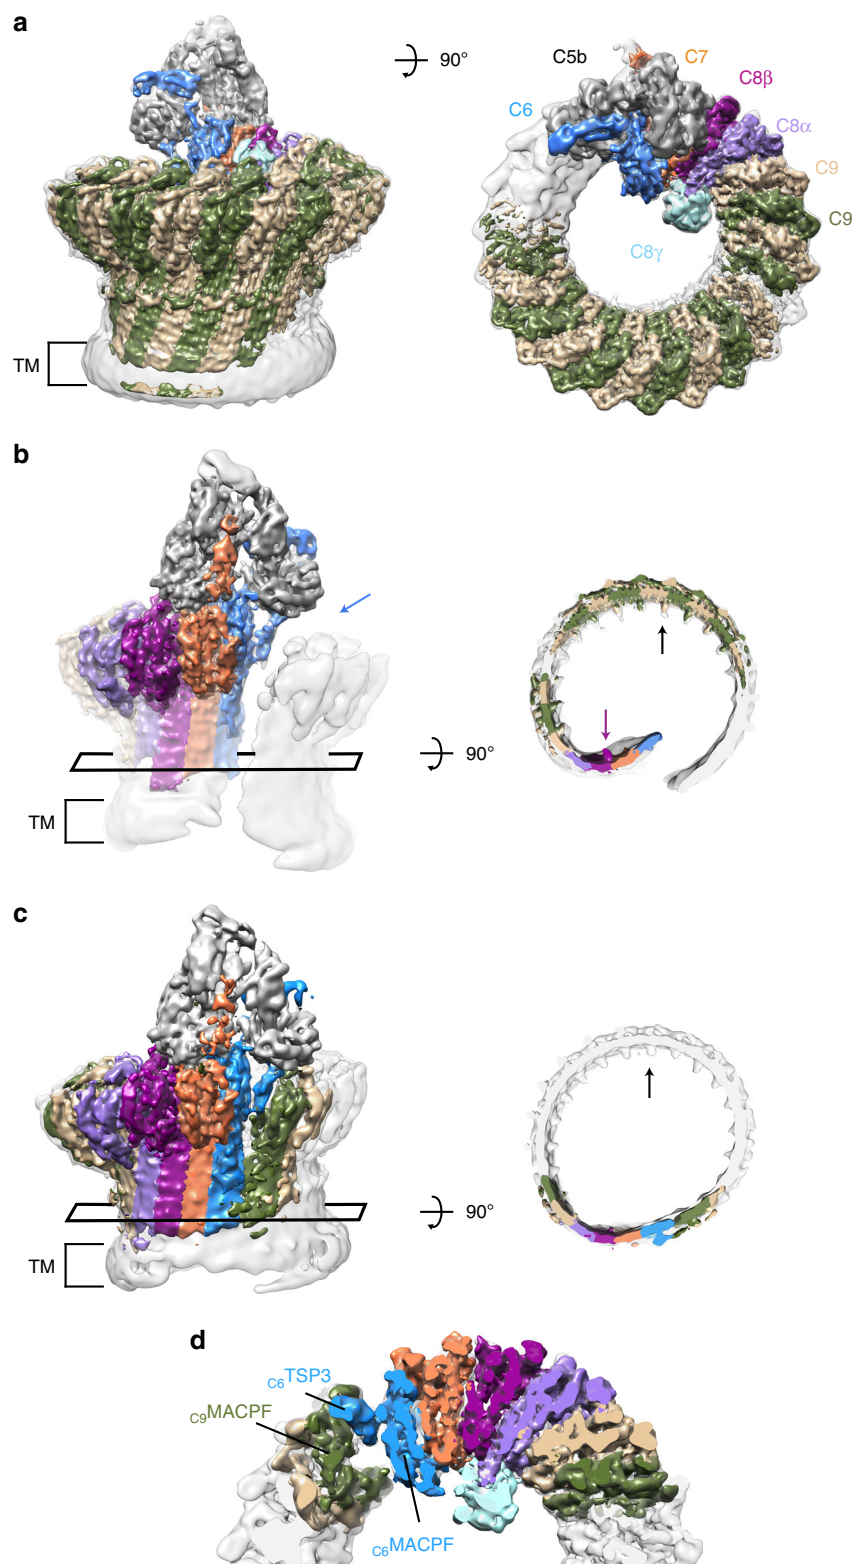 a
90°
C5b
C7
C8β
C6
C8α
C9
C9
C8γ
TM
b
90°
TM
c
90°
TM
d
C6TSP3
C9MACPF
C6MACPF